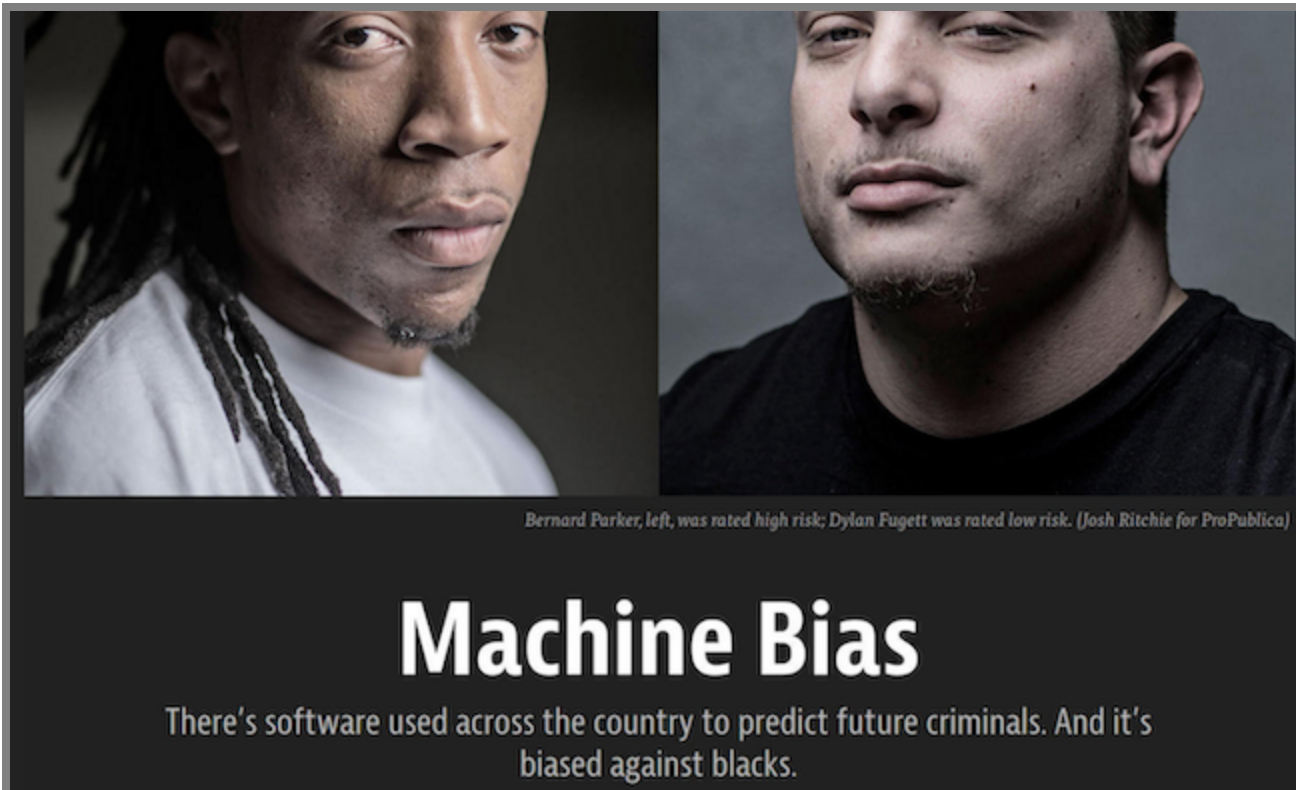 Bernard Parker, left, was rated high risk; Dylan Fugett was rated low risk. (Josh Ritchie for ProPublica)
Machine Bias
There’s software used across the country to predict future criminals. And it’s
biased against blacks.